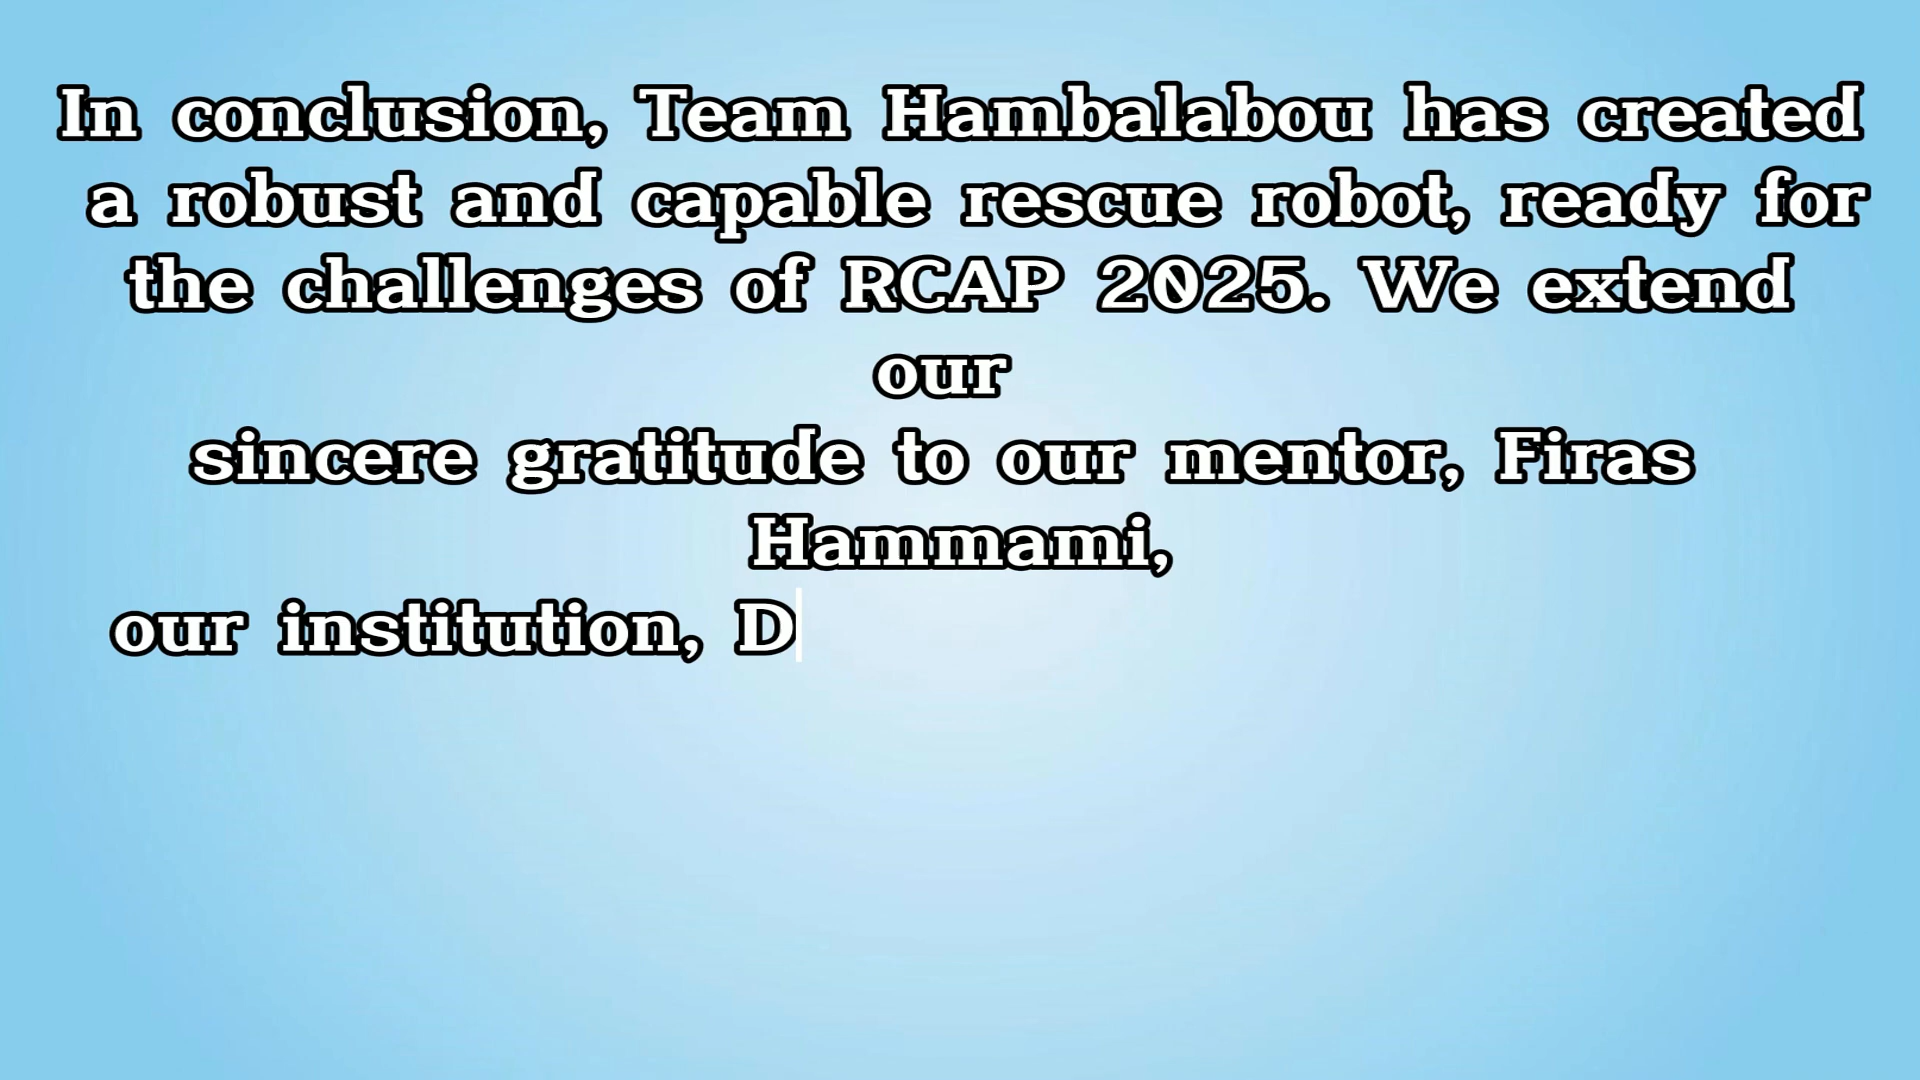 In conclusion, Team Hambalabou has created
a robust and capable rescue robot, ready for
the challenges of RCAP 2025. We extend
our
sincere gratitude to our mentor, Firas
Hammami,
our institution, D